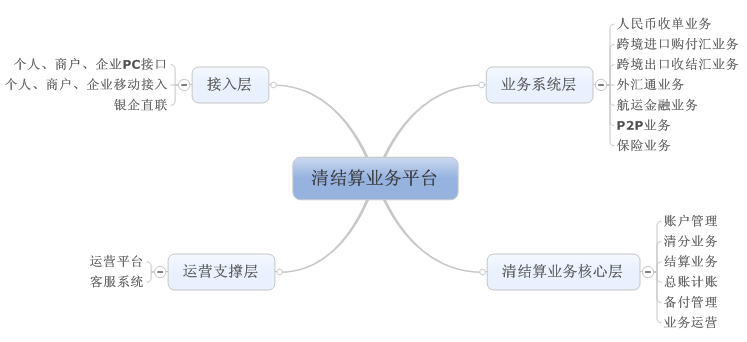 清结算业务平台
接入层
个人、商户、企业PC接口
个人、商户、企业移动接入
银企直联
业务系统层
人民币收单业务
跨境进口购付汇业务
跨境出口收结汇业务
外汇通业务
航运金融业务
P2P业务
保险业务
运营支撑层
运营平台
客服系统
清结算业务核心层
账户管理
清分业务
结算业务
总账计账
备付管理
业务运营